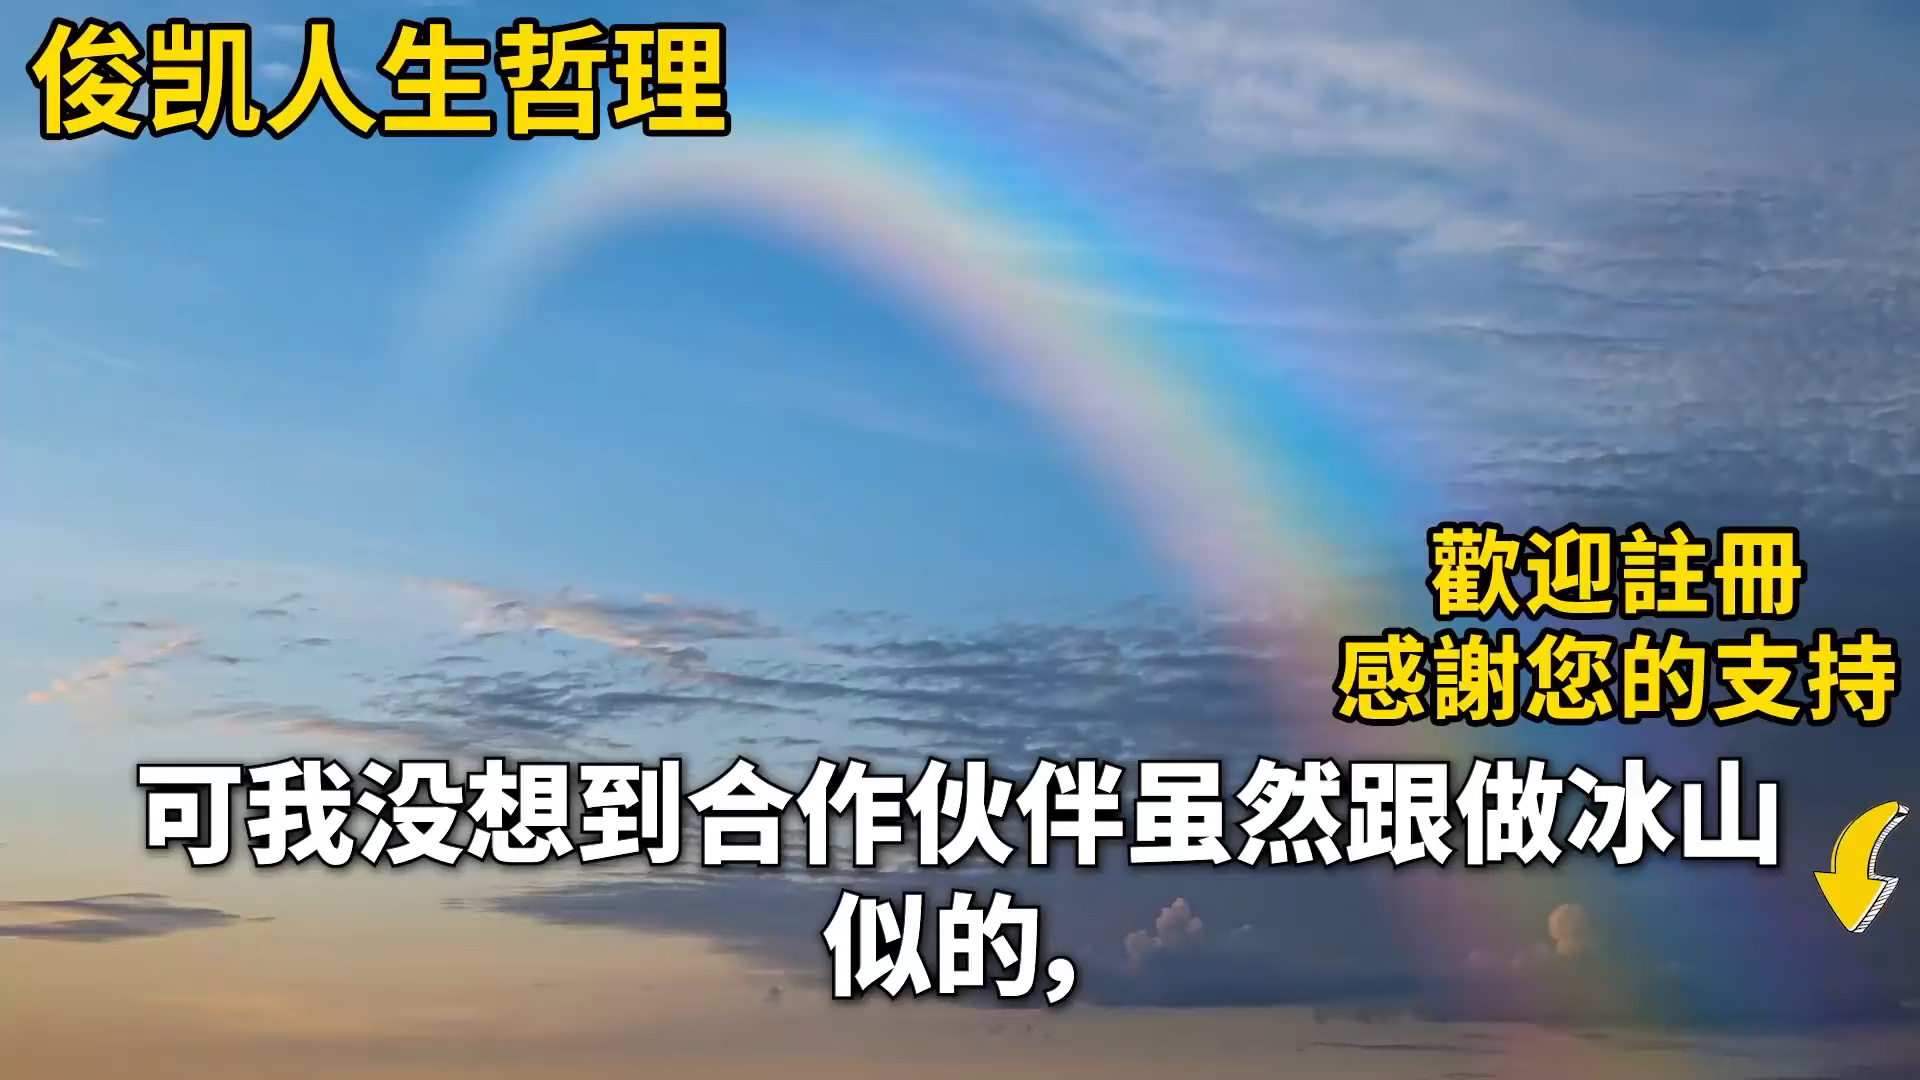 俊凯人生哲理
歡迎註冊
感謝您的支持
可我没想到合作伙伴虽然跟做冰山
似的,